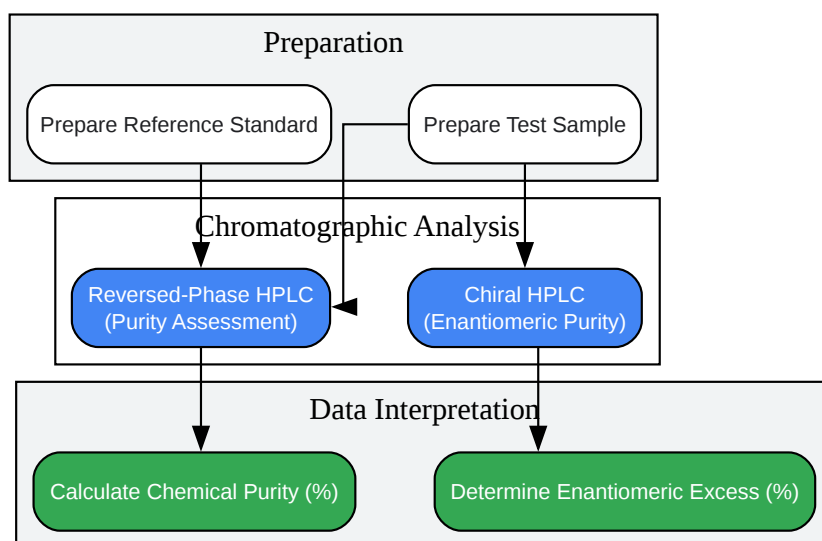 Preparation
Prepare Reference Standard
Prepare Test Sample
Chromatographic Analysis
Reversed-Phase HPLC
(Purity Assessment)
Chiral HPLC
(Enantiomeric Purity)
Data Interpretation
Calculate Chemical Purity (%)
Determine Enantiomeric Excess (%)